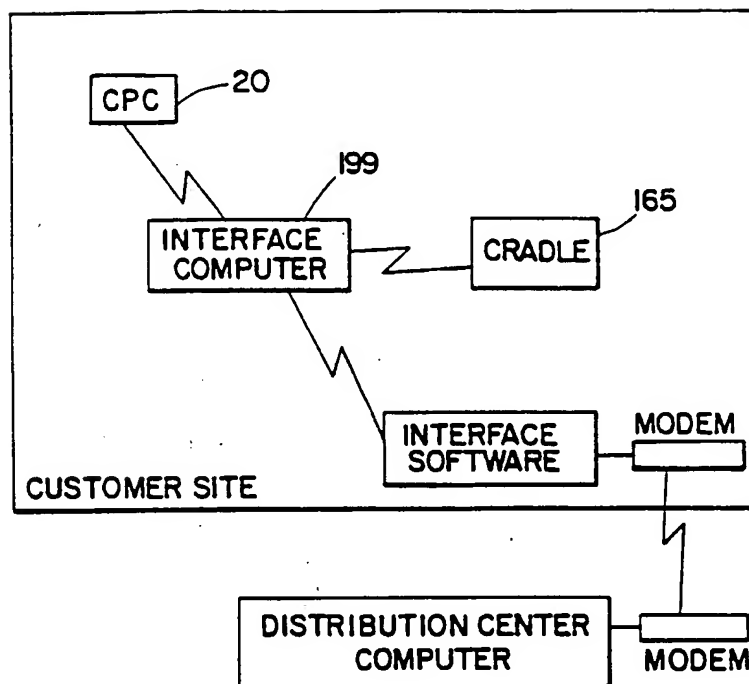 CPC
20
199
INTERFACE
COMPUTER
165
CRADLE
INTERFACE
SOFTWARE
MODEM
CUSTOMER SITE
DISTRIBUTION CENTER
COMPUTER
MODEM